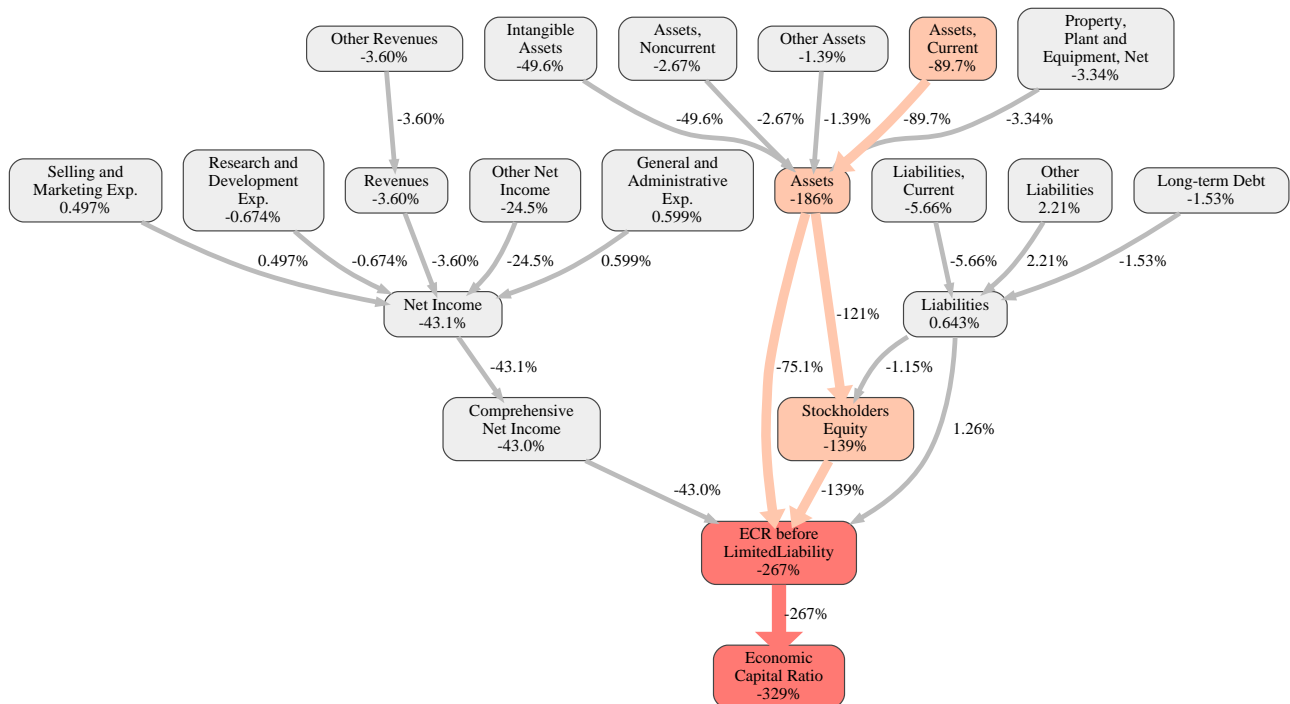 Other Revenues
-3.60%
Intangible
Assets
-49.6%
Assets,
Noncurrent
-2.67%
Other Assets
-1.39%
Assets,
Current
-89.7%
Property,
Plant and
Equipment, Net
-3.34%
-3.60%
-49.6%
-2.67%
-1.39%
-89.7%
-3.34%
Selling and
Marketing Exp.
0.497%
Research and
Development
Exp.
-0.674%
Revenues
-3.60%
Other Net
Income
-24.5%
General and
Administrative
Exp.
0.599%
Assets
-186%
Liabilities,
Current
-5.66%
Other
Liabilities
2.21%
Long-term Debt
-1.53%
0.497%
-0.674%
-3.60%
-24.5%
0.599%
-5.66%
2.21%
-1.53%
Net Income
-43.1%
-121%
Liabilities
0.643%
-43.1%
-75.1%
-1.15%
Comprehensive
Net Income
-43.0%
Stockholders
Equity
-139%
1.26%
-43.0%
-139%
ECR before
LimitedLiability
-267%
-267%
Economic
Capital Ratio
-329%